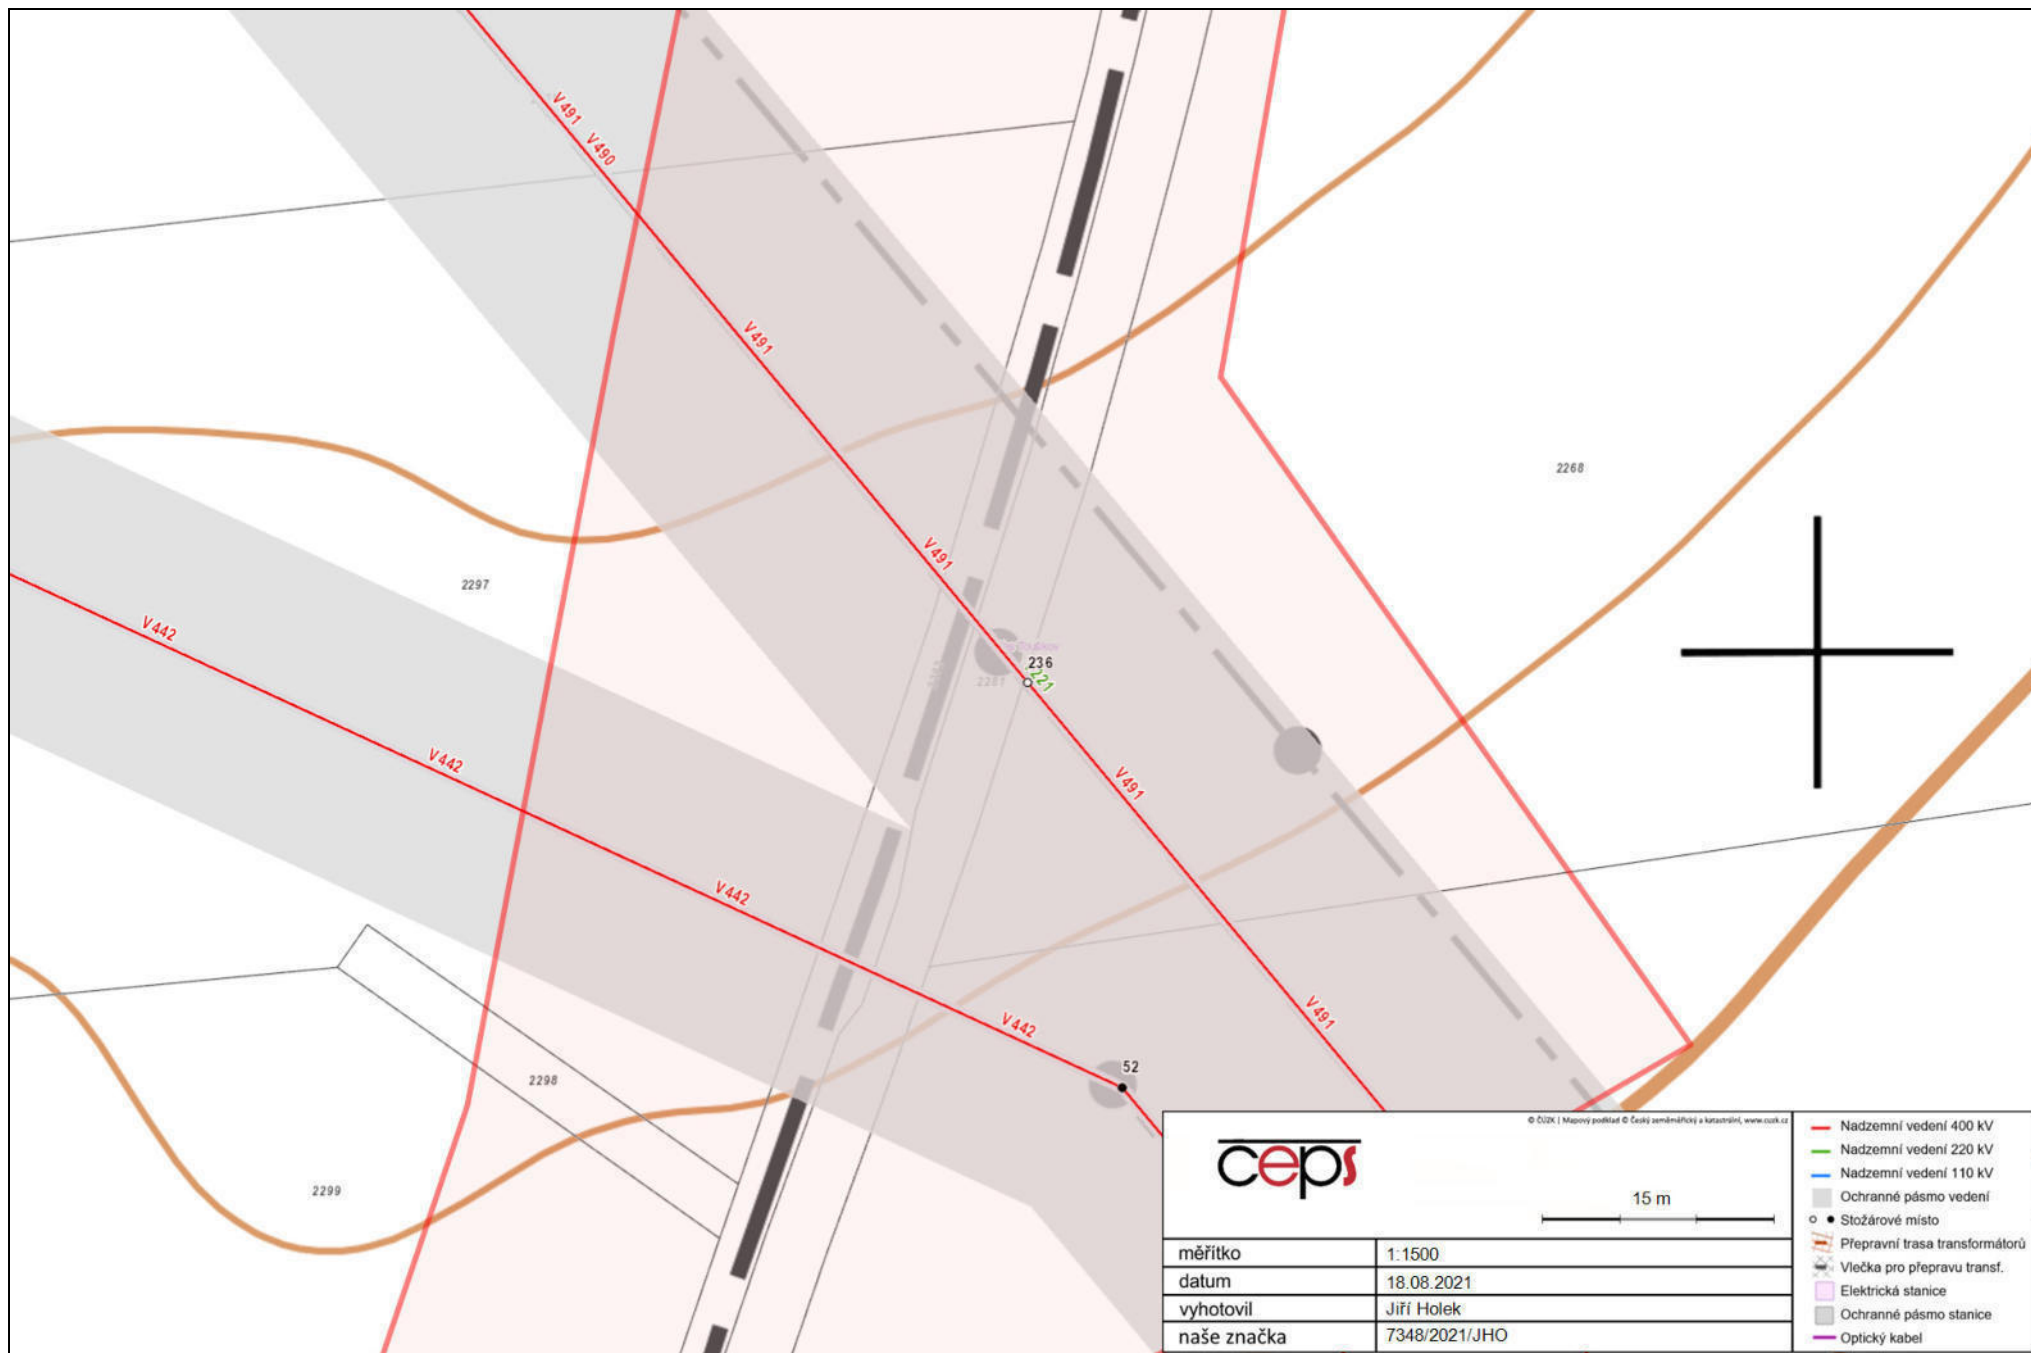 V491
V490
V491
2268
V491
2297
V442
236
221
2281
V442
V491
V442
V491
V442
52
2298
2299
© ČÚZK | Mapový podklad © Český zeměměřický a katastrální, www.cuzk.cz
ceps
15 m
měřítko 1:1500
datum 18.08.2021
vyhotovil Jiří Holek
naše značka 7348/2021/JHO
Nadzemní vedení 400 kV
Nadzemní vedení 220 kV
Nadzemní vedení 110 kV
Ochranné pásmo vedení
Stožárové místo
Přepravní trasa transformátorů
Vlečka pro přepravu transf.
Elektrická stanice
Ochranné pásmo stanice
Optický kabel